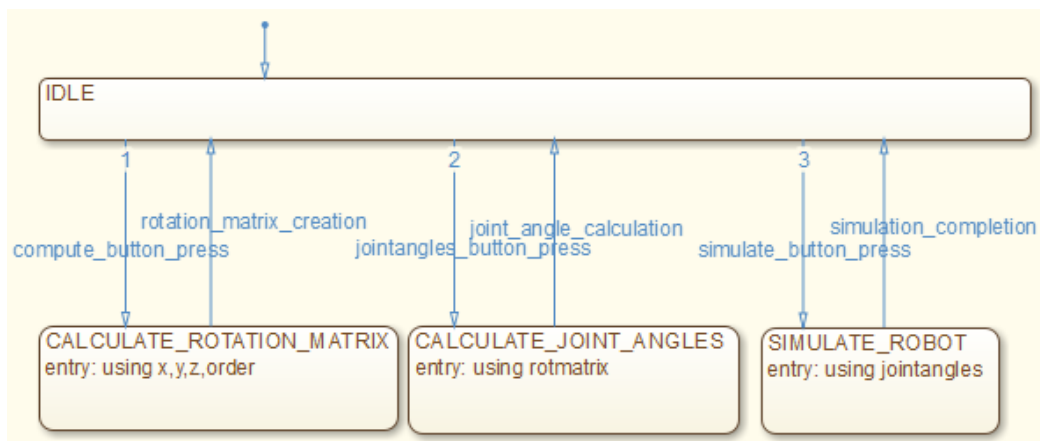 IDLE
1
2
3
rotation_matrix_creation
joint_angle_calculation
simulation_completion
compute_button_press
jointangles_button_press
simulate_button_press
CALCULATE_ROTATION_MATRIX
entry: using x,y,z,order
CALCULATE_JOINT_ANGLES
entry: using rotmatrix
SIMULATE_ROBOT
entry: using jointangles